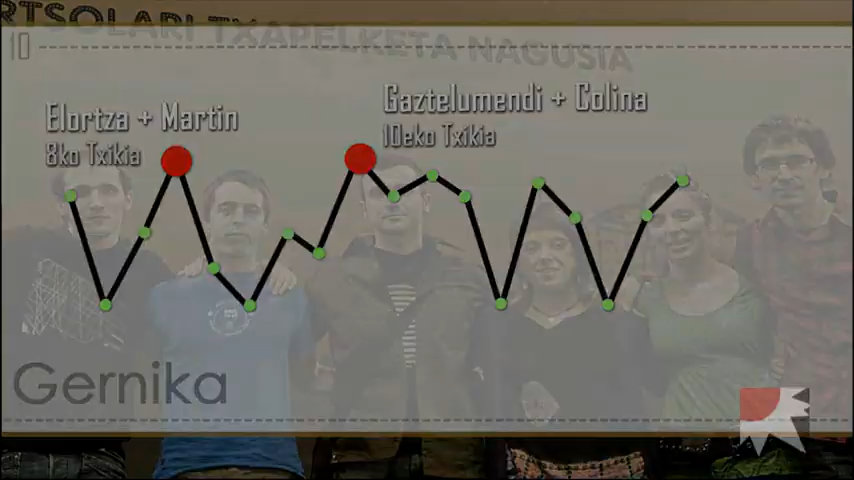 RTSOLARI TXAPELKETA NAGUSIA
10
Gaztelumendi + Colina
Elortza + Martin
10eko Txikia
8ko Txikia
Gernika